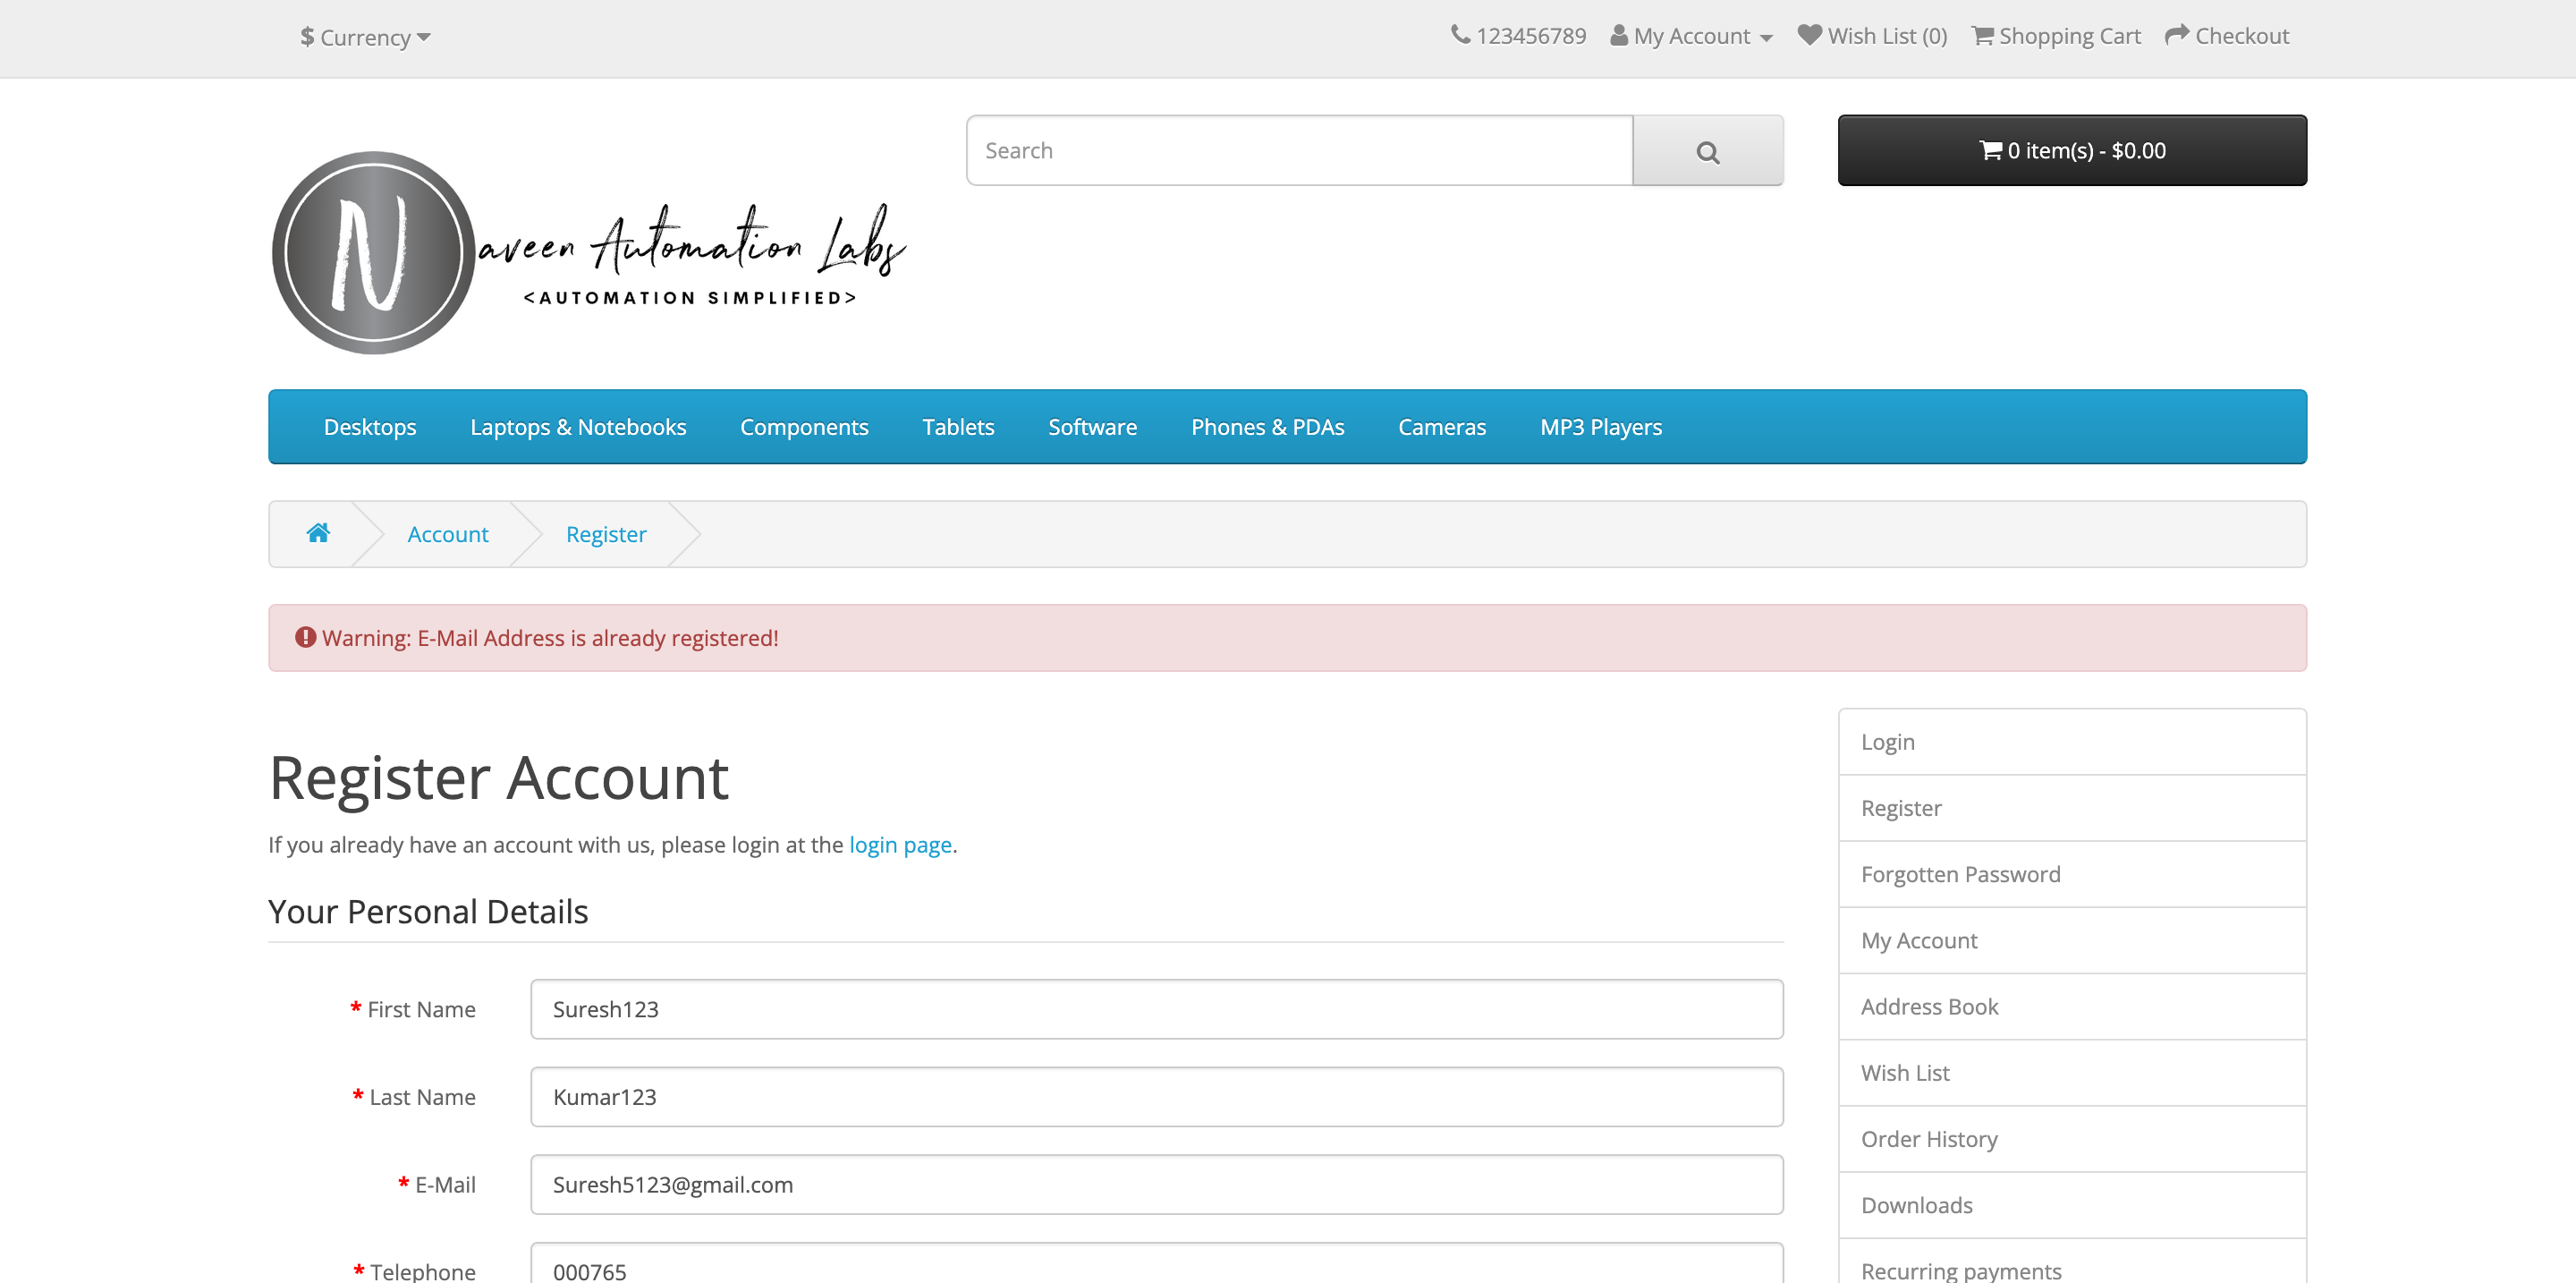 $ Currency
123456789 My Account Wish List (0) Shopping Cart Checkout
Search
0 item(s) - $0.00
Naveen Automation Labs
<AUTOMATION SIMPLIFIED>
Desktops Laptops & Notebooks Components Tablets Software Phones & PDAs Cameras MP3 Players
Account Register
Warning: E-Mail Address is already registered!
Register Account
If you already have an account with us, please login at the login page.
Your Personal Details
* First Name Suresh123
* Last Name Kumar123
* E-Mail Suresh5123@gmail.com
* Telephone 000765
Login
Register
Forgotten Password
My Account
Address Book
Wish List
Order History
Downloads
Recurring payments